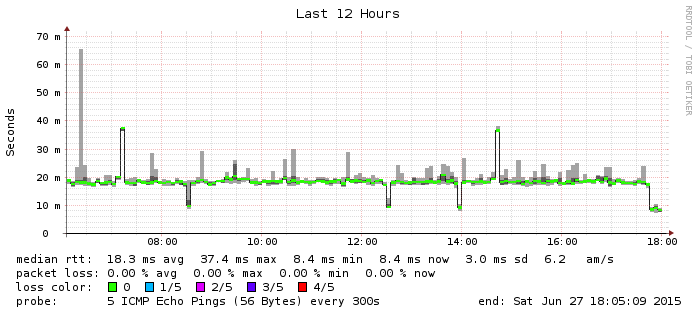 Last 12 Hours
RRDTOOL / TOBI OETIKER
Seconds
70 m
60 m
50 m
40 m
30 m
20 m
10 m
0
08:00 10:00 12:00 14:00 16:00 18:00
median rtt: 18.3 ms avg 37.4 ms max 8.4 ms min 8.4 ms now 3.0 ms sd 6.2 am/s
packet loss: 0.00 % avg 0.00 % max 0.00 % min 0.00 % now
loss color: 0 1/5 2/5 3/5 4/5
probe: 5 ICMP Echo Pings (56 Bytes) every 300s end: Sat Jun 27 18:05:09 2015